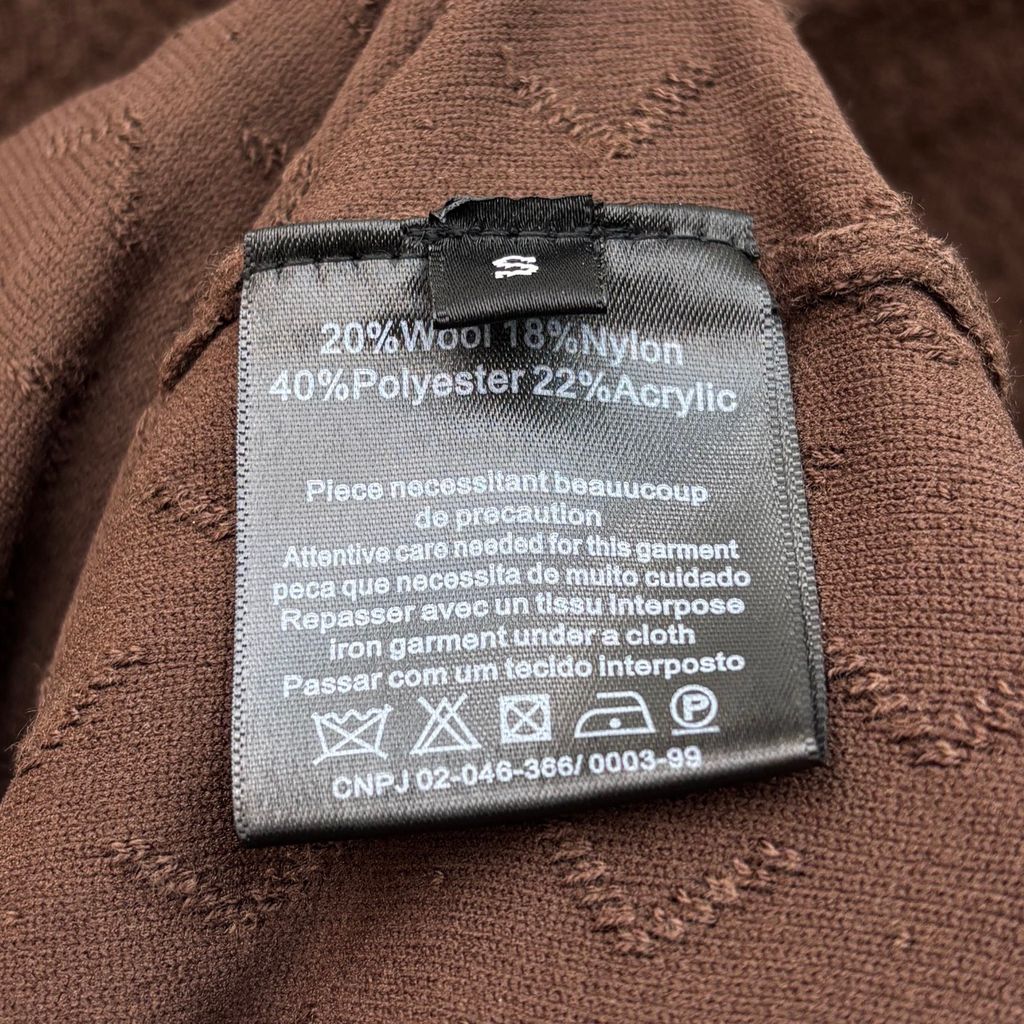 S
20%Wool 18%Nylon
40%Polyester 22%Acrylic
Piece necessitant beauucoup
de precaution
Attentive care needed for this garment
peca que necessita de muito cuidado
Repasser avec un tissu interpose
iron garment under a cloth
Passar com um tecido interposto
P
CNPJ 02-046-366/ 0003-99